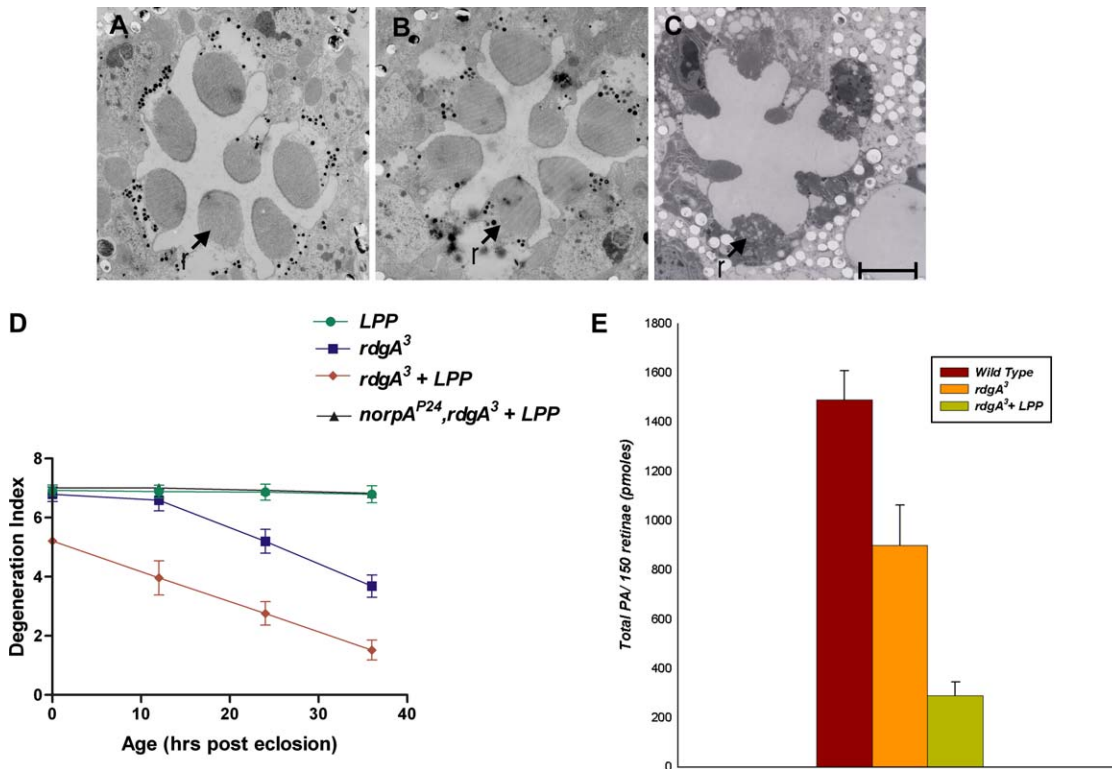 A
B
C
r
r
r
D
LPP
rdgA³
rdgA³ + LPP
norpA^P24,rdgA³ + LPP
8
6
4
2
0
Degeneration Index
0 10 20 30 40
Age (hrs post eclosion)
E
1800
1600
1400
1200
1000
800
600
400
200
0
Total PA/ 150 retinae (pmoles)
Wild Type
rdgA³
rdgA³+ LPP